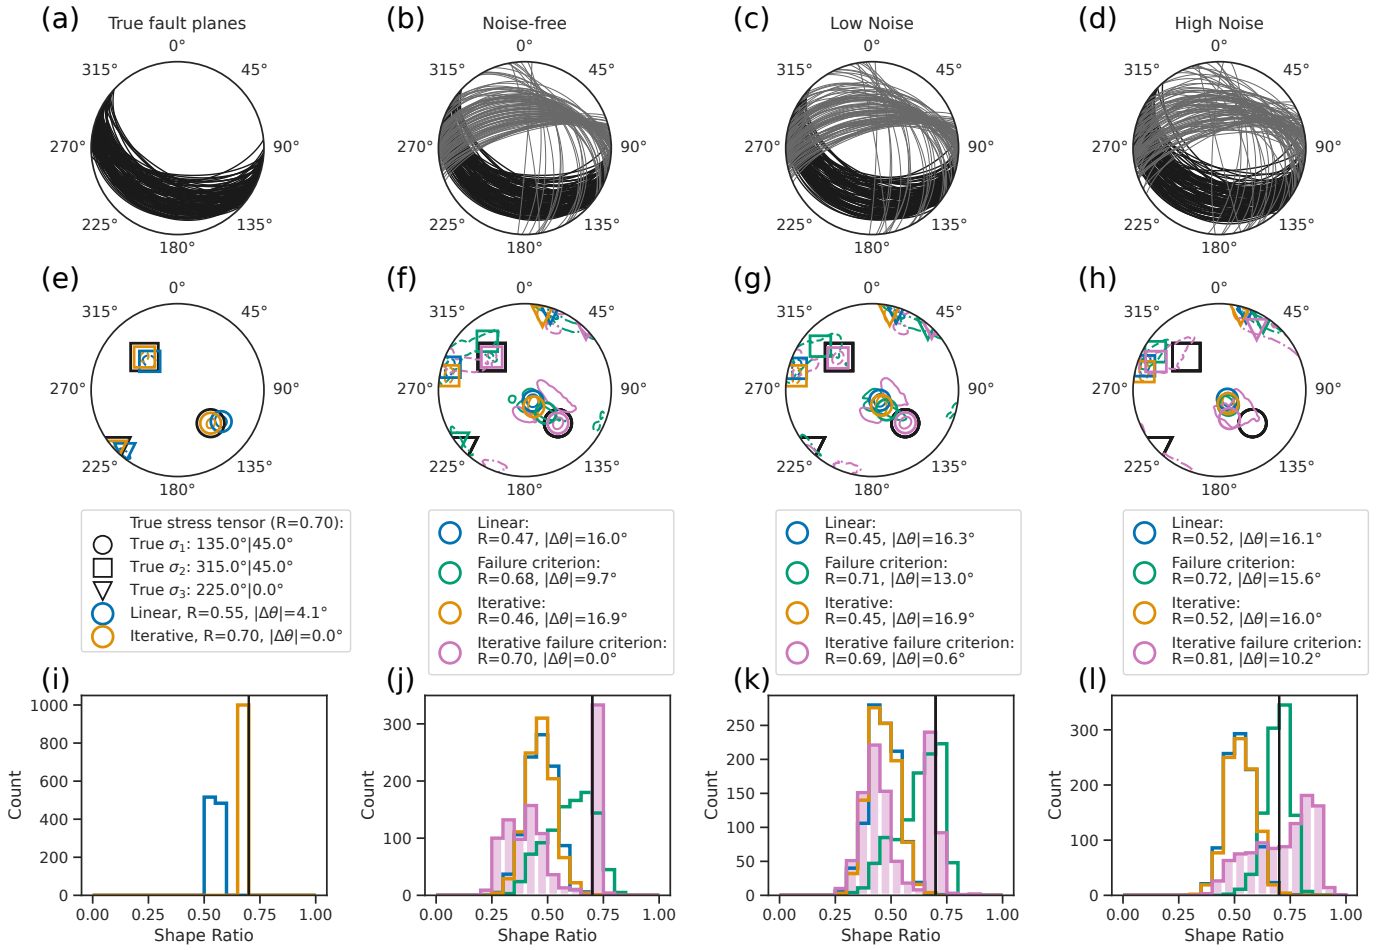 (a) True fault planes
(b) Noise-free
(c) Low Noise
(d) High Noise
0° 0° 0° 0°
315° 45° 315° 45° 315° 45° 315° 45°
270° 90° 270° 90° 270° 90° 270° 90°
225° 135° 225° 135° 225° 135° 225° 135°
180° 180° 180° 180°
(e) (f) (g) (h)
0° 0° 0° 0°
315° 45° 315° 45° 315° 45° 315° 45°
270° 90° 270° 90° 270° 90° 270° 90°
225° 135° 225° 135° 225° 135° 225° 135°
180° 180° 180° 180°
True stress tensor (R=0.70):
True σ1: 135.0°|45.0°
True σ2: 315.0°|45.0°
True σ3: 225.0°|0.0°
Linear, R=0.55, |Δθ|=4.1°
Iterative, R=0.70, |Δθ|=0.0°
Linear:
R=0.47, |Δθ|=16.0°
Failure criterion:
R=0.68, |Δθ|=9.7°
Iterative:
R=0.46, |Δθ|=16.9°
Iterative failure criterion:
R=0.70, |Δθ|=0.0°
Linear:
R=0.45, |Δθ|=16.3°
Failure criterion:
R=0.71, |Δθ|=13.0°
Iterative:
R=0.45, |Δθ|=16.9°
Iterative failure criterion:
R=0.69, |Δθ|=0.6°
Linear:
R=0.52, |Δθ|=16.1°
Failure criterion:
R=0.72, |Δθ|=15.6°
Iterative:
R=0.52, |Δθ|=16.0°
Iterative failure criterion:
R=0.81, |Δθ|=10.2°
(i)
1000
800
600
400
200
0
Count
0.00 0.25 0.50 0.75 1.00
Shape Ratio
(j)
300
200
100
0
Count
0.00 0.25 0.50 0.75 1.00
Shape Ratio
(k)
250
200
150
100
50
0
Count
0.00 0.25 0.50 0.75 1.00
Shape Ratio
(l)
300
200
100
0
Count
0.00 0.25 0.50 0.75 1.00
Shape Ratio